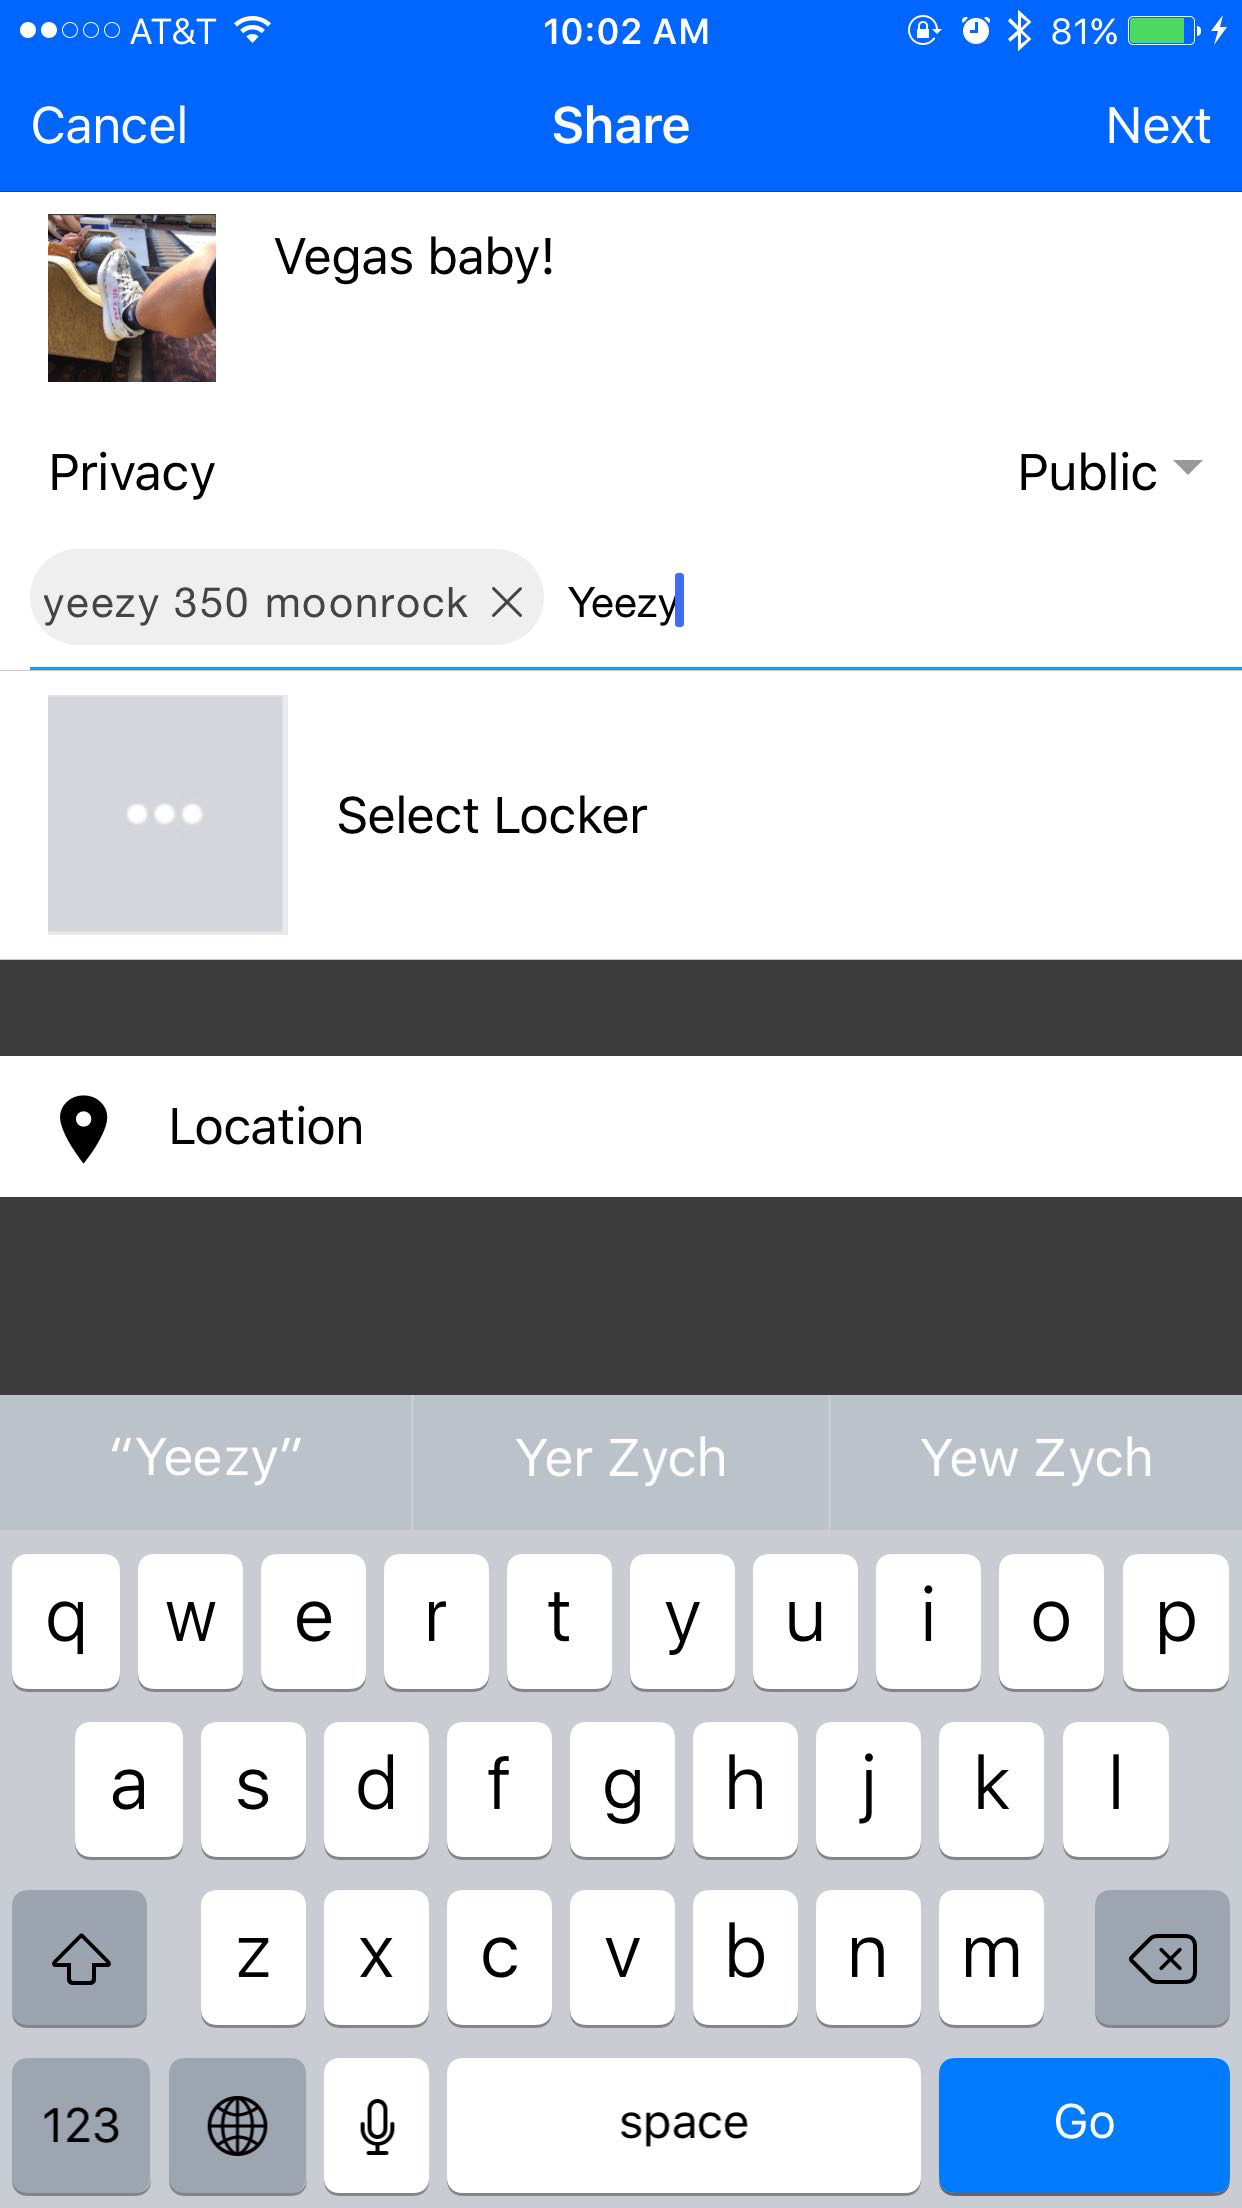 AT&T 10:02 AM 81%
Cancel Share Next
Vegas baby!
Privacy Public
yeezy 350 moonrock Yeezy
Select Locker
Location
“Yeezy” Yer Zych Yew Zych
q w e r t y u i o p
a s d f g h j k l
z x c v b n m
123 space Go